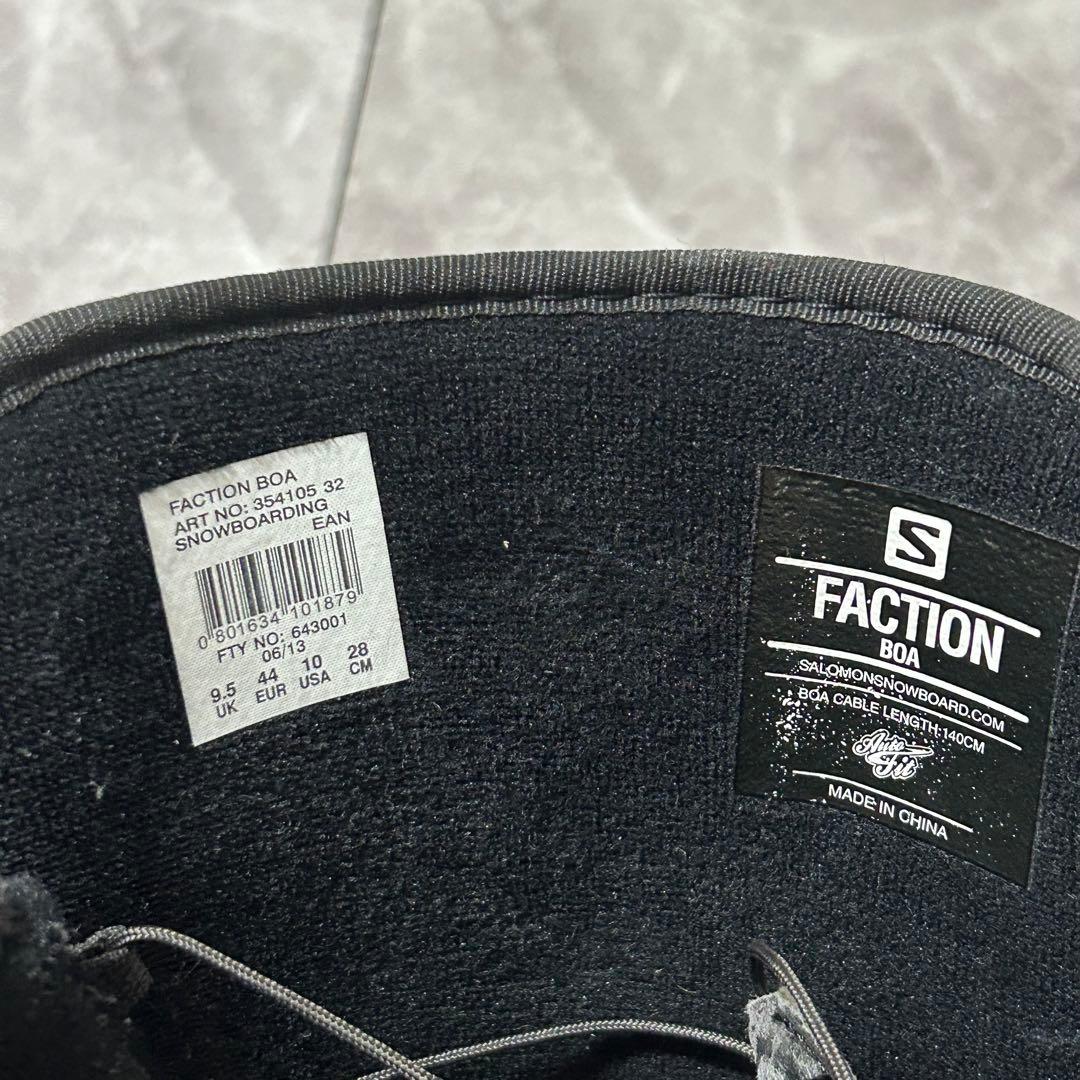 FACTION BOA
ART NO: 354105 32
SNOWBOARDING
EAN
0 801634 101879
FTY NO: 643001
06/13
9.5 44 10 28
UK EUR USA CM
S
FACTION
BOA
SALOMONSNOWBOARD.COM
BOA CABLE LENGTH:140CM
Auto
Fit
MADE IN CHINA